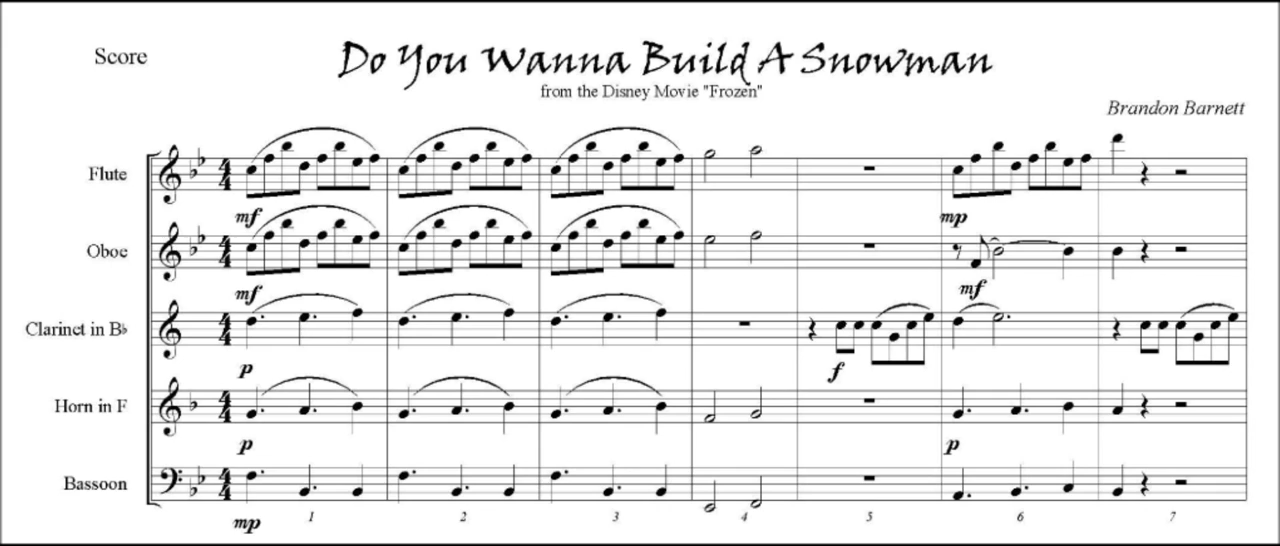 Score
Do You Wanna Build A Snowman
from the Disney Movie "Frozen"
Brandon Barnett
Flute
mf
mp
Oboe
mf
mf
Clarinet in B♭
p
f
Horn in F
p
p
Bassoon
mp
1 2 3 4 5 6 7